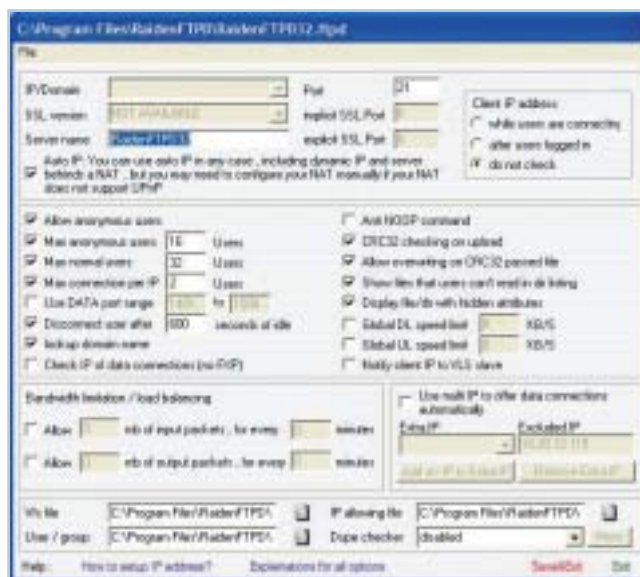 C:\Program Files\RaidenFTPD\RaidenFTPD32.ftpd
File
IP/Domain
Port 21
SSL version NOT AVAILABLE
implicit SSL Port
Server name RaidenFTPD32
explicit SSL Port
Client IP address
while users are connecting
after users logged in
do not check
Auto IP: You can use auto IP in any case , including dynamic IP and server
behinds a NAT , but you may need to configure your NAT manually if your NAT
does not support UPnP
Allow anonymous users
Max anonymous users 16 Users
Max normal users 32 Users
Max connection per IP 2 Users
Use DATA port range to
Disconnect user after 600 seconds of idle
lookup domain name
Check IP of data connections (no FXP)
Anti NOOP command
CRC32 checking on upload
Allow overwriting on CRC32 passed file
Show files that users can't read in dir listing
Display file/dir with hidden attributes
Global DL speed limit KB/S
Global UL speed limit KB/S
Notify client IP to VLS slave
Bandwidth limitation / load balancing
Allow mb of input packets , for every minutes
Allow mb of output packets , for every minutes
Use multi IP to offer data connections
automatically
Extra IP Excluded IP
Add an IP to Extra IP
Remove Extra IP
Vfs file C:\Program Files\RaidenFTPD\
IP allowing file C:\Program Files\RaidenFTPD\
User / group C:\Program Files\RaidenFTPD\
Dupe checker disabled
Help: How to setup IP address? Explanations for all options
Save&Exit Exit